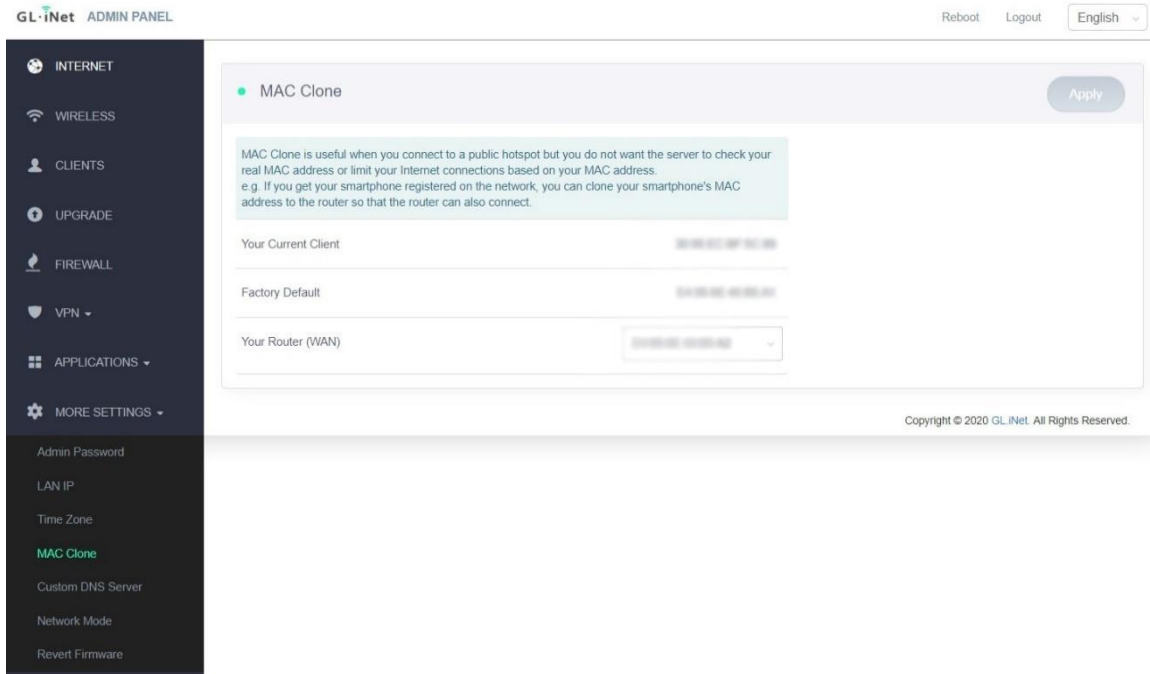 GL·iNet ADMIN PANEL
Reboot Logout English
INTERNET
WIRELESS
CLIENTS
UPGRADE
FIREWALL
VPN
APPLICATIONS
MORE SETTINGS
Admin Password
LAN IP
Time Zone
MAC Clone
Custom DNS Server
Network Mode
Revert Firmware
MAC Clone
Apply
MAC Clone is useful when you connect to a public hotspot but you do not want the server to check your
real MAC address or limit your Internet connections based on your MAC address.
e.g. If you get your smartphone registered on the network, you can clone your smartphone's MAC
address to the router so that the router can also connect.
Your Current Client
Factory Default
Your Router (WAN)
Copyright © 2020 GL.iNet. All Rights Reserved.